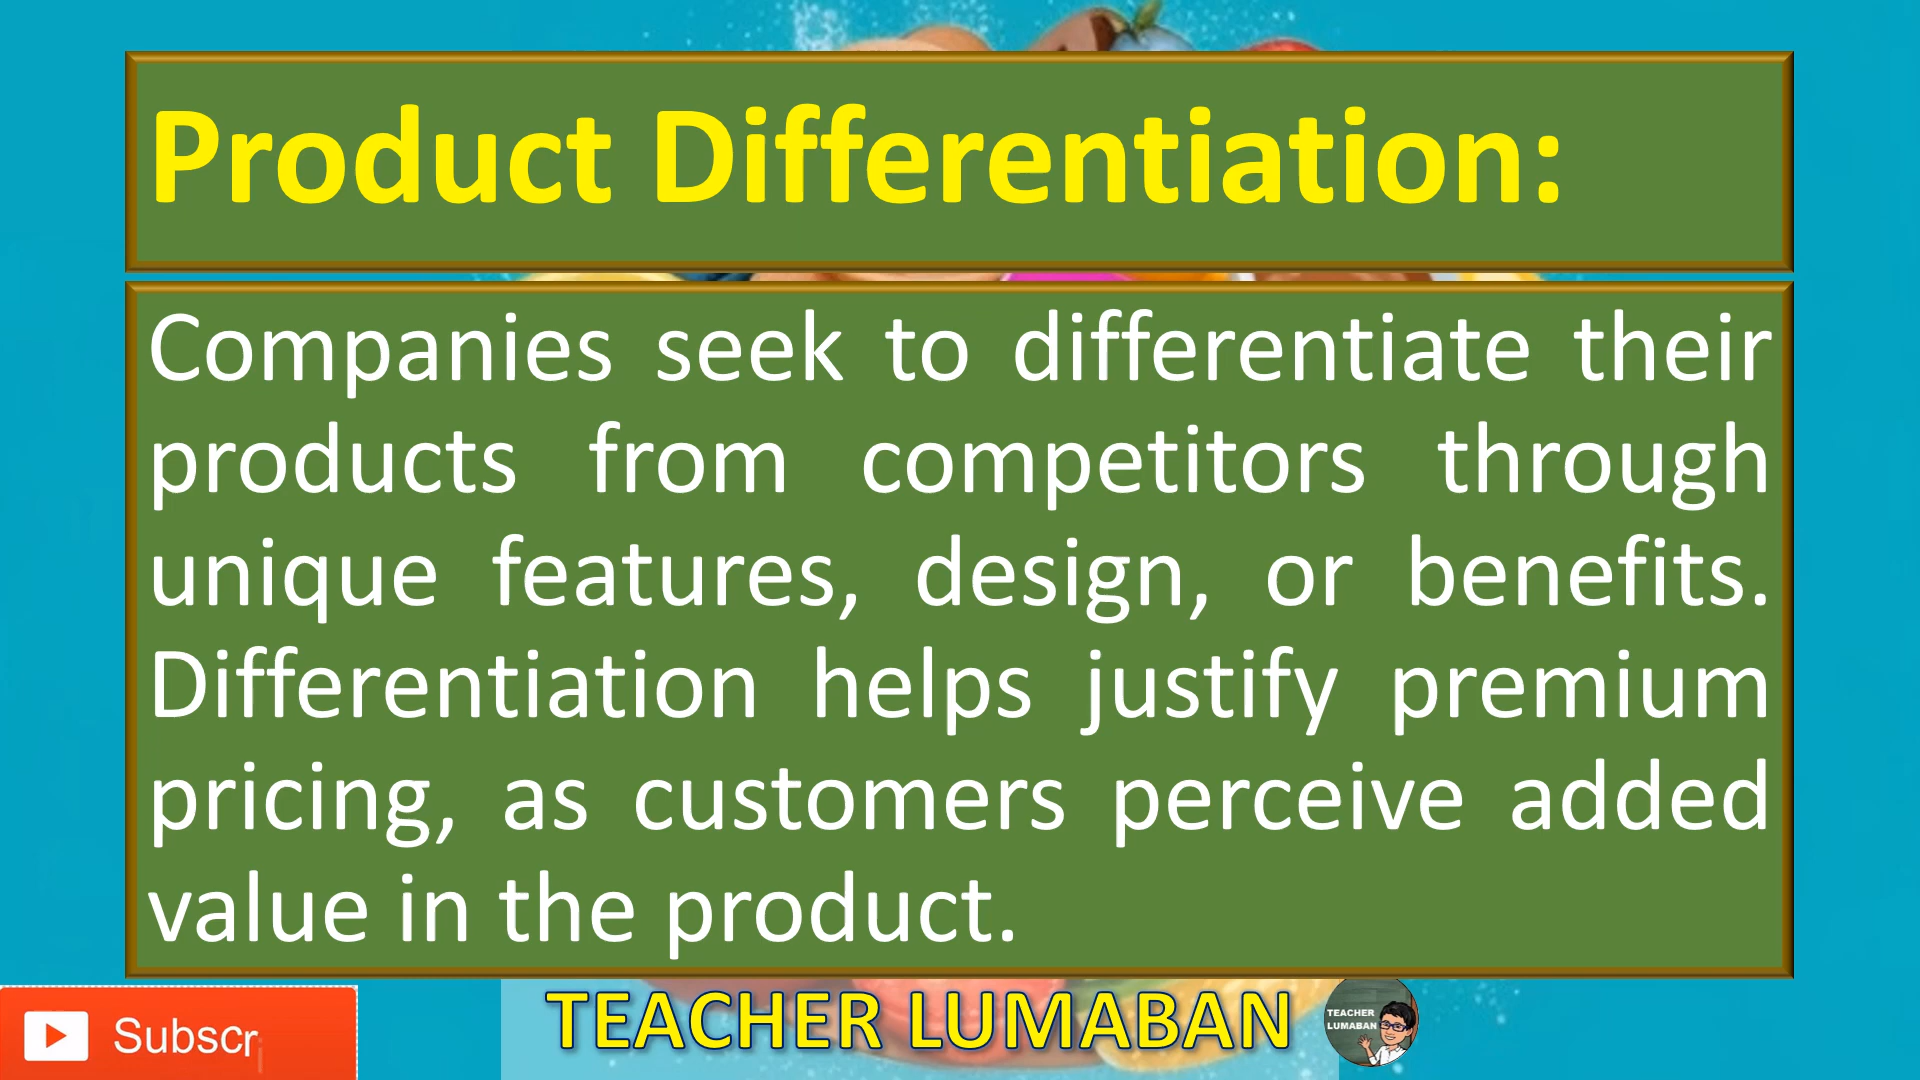 Product Differentiation:
Companies seek to differentiate their
products from competitors through
unique features, design, or benefits.
Differentiation helps justify premium
pricing, as customers perceive added
value in the product.
Subscri
TEACHER LUMABAN
TEACHER
LUMABAN